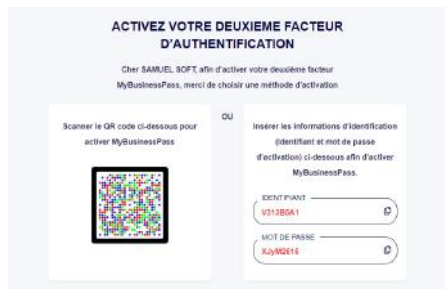 ACTIVEZ VOTRE DEUXIEME FACTEUR
D'AUTHENTIFICATION
Cher SAMUEL SOFT, afin d'activer votre deuxième facteur
MyBusinessPass, merci de choisir une méthode d'activation
Scanner le QR code ci-dessous pour
activer MyBusinessPass
OU
Insérer les informations d'identification
(identifiant et mot de passe
d'activation) ci-dessous afin d'activer
MyBusinessPass.
IDENTIFIANT
V313B6A1
MOT DE PASSE
XJyM2615